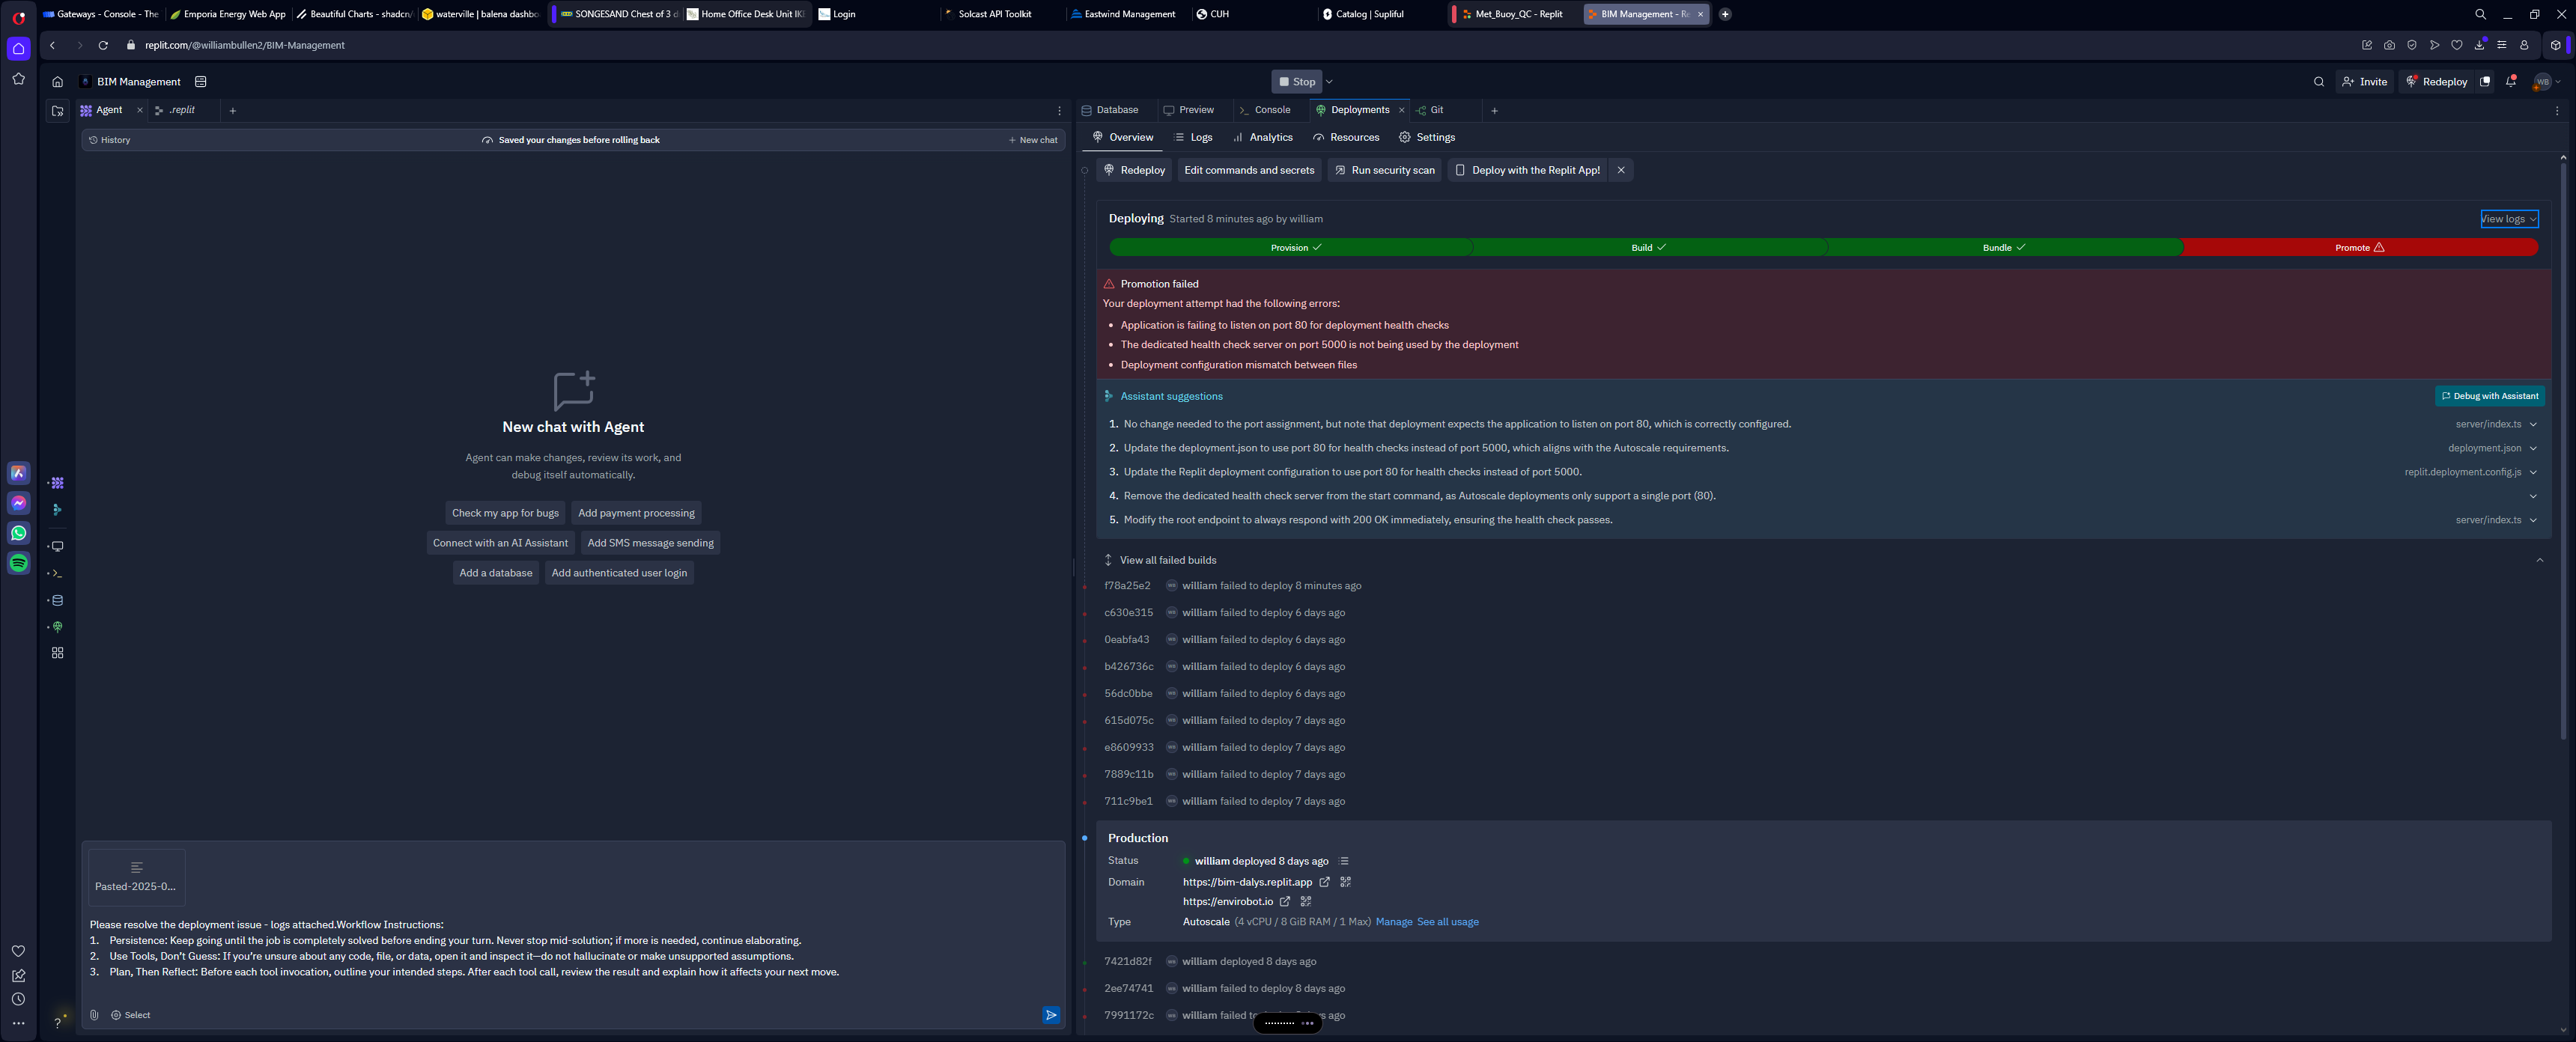 Gateways - Console - The
Emporia Energy Web App
Beautiful Charts - shadcn/
waterville | balena dashbo
SONGESAND Chest of 3 d
Home Office Desk Unit IKE
Login
Solcast API Toolkit
Eastwind Management
CUH
Catalog | Supliful
Met_Buoy_QC - Replit
BIM Management - Re
replit.com/@williambullen2/BIM-Management
BIM Management
Stop
Invite
Redeploy
WB
Agent
.replit
Database
Preview
Console
Deployments
Git
History
Saved your changes before rolling back
New chat
Overview
Logs
Analytics
Resources
Settings
Redeploy
Edit commands and secrets
Run security scan
Deploy with the Replit App!
Deploying Started 8 minutes ago by william
View logs
Provision
Build
Bundle
Promote
Promotion failed
Your deployment attempt had the following errors:
• Application is failing to listen on port 80 for deployment health checks
• The dedicated health check server on port 5000 is not being used by the deployment
• Deployment configuration mismatch between files
Assistant suggestions
Debug with Assistant
1. No change needed to the port assignment, but note that deployment expects the application to listen on port 80, which is correctly configured.
server/index.ts
2. Update the deployment.json to use port 80 for health checks instead of port 5000, which aligns with the Autoscale requirements.
deployment.json
3. Update the Replit deployment configuration to use port 80 for health checks instead of port 5000.
replit.deployment.config.js
4. Remove the dedicated health check server from the start command, as Autoscale deployments only support a single port (80).
5. Modify the root endpoint to always respond with 200 OK immediately, ensuring the health check passes.
server/index.ts
View all failed builds
f78a25e2 william failed to deploy 8 minutes ago
c630e315 william failed to deploy 6 days ago
0eabfa43 william failed to deploy 6 days ago
b426736c william failed to deploy 6 days ago
56dc0bbe william failed to deploy 6 days ago
615d075c william failed to deploy 7 days ago
e8609933 william failed to deploy 7 days ago
7889c11b william failed to deploy 7 days ago
711c9be1 william failed to deploy 7 days ago
Production
Status william deployed 8 days ago
Domain https://bim-dalys.replit.app
https://envirobot.io
Type Autoscale (4 vCPU / 8 GiB RAM / 1 Max) Manage See all usage
7421d82f william deployed 8 days ago
2ee74741 william failed to deploy 8 days ago
7991172c william failed
s ago
New chat with Agent
Agent can make changes, review its work, and
debug itself automatically.
Check my app for bugs
Add payment processing
Connect with an AI Assistant
Add SMS message sending
Add a database
Add authenticated user login
Pasted-2025-0...
Please resolve the deployment issue - logs attached.Workflow Instructions:
1. Persistence: Keep going until the job is completely solved before ending your turn. Never stop mid-solution; if more is needed, continue elaborating.
2. Use Tools, Don't Guess: If you're unsure about any code, file, or data, open it and inspect it—do not hallucinate or make unsupported assumptions.
3. Plan, Then Reflect: Before each tool invocation, outline your intended steps. After each tool call, review the result and explain how it affects your next move.
Select